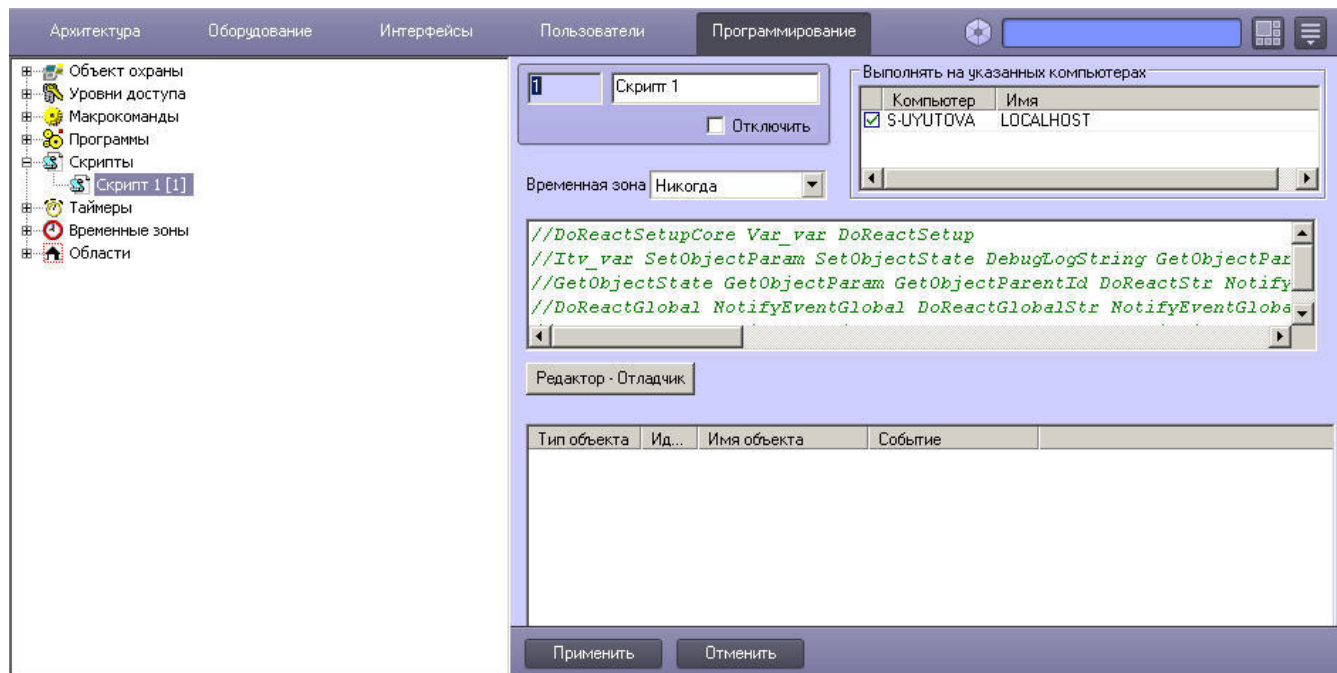 Архитектура Оборудование Интерфейсы Пользователи Программирование
Объект охраны
Уровни доступа
Макрокоманды
Программы
Скрипты
Скрипт 1 [1]
Таймеры
Временные зоны
Области
1 Скрипт 1
Отключить
Выполнять на указанных компьютерах
Компьютер Имя
S-UYUTOVA LOCALHOST
Временная зона Никогда
//DoReactSetupCore Var_var DoReactSetup
//Itv_var SetObjectParam SetObjectState DebugLogString GetObjectPar
//GetObjectState GetObjectParam GetObjectParentId DoReactStr Notify
//DoReactGlobal NotifyEventGlobal DoReactGlobalStr NotifyEventGloba
Редактор - Отладчик
Тип объекта Ид... Имя объекта Событие
Применить Отменить